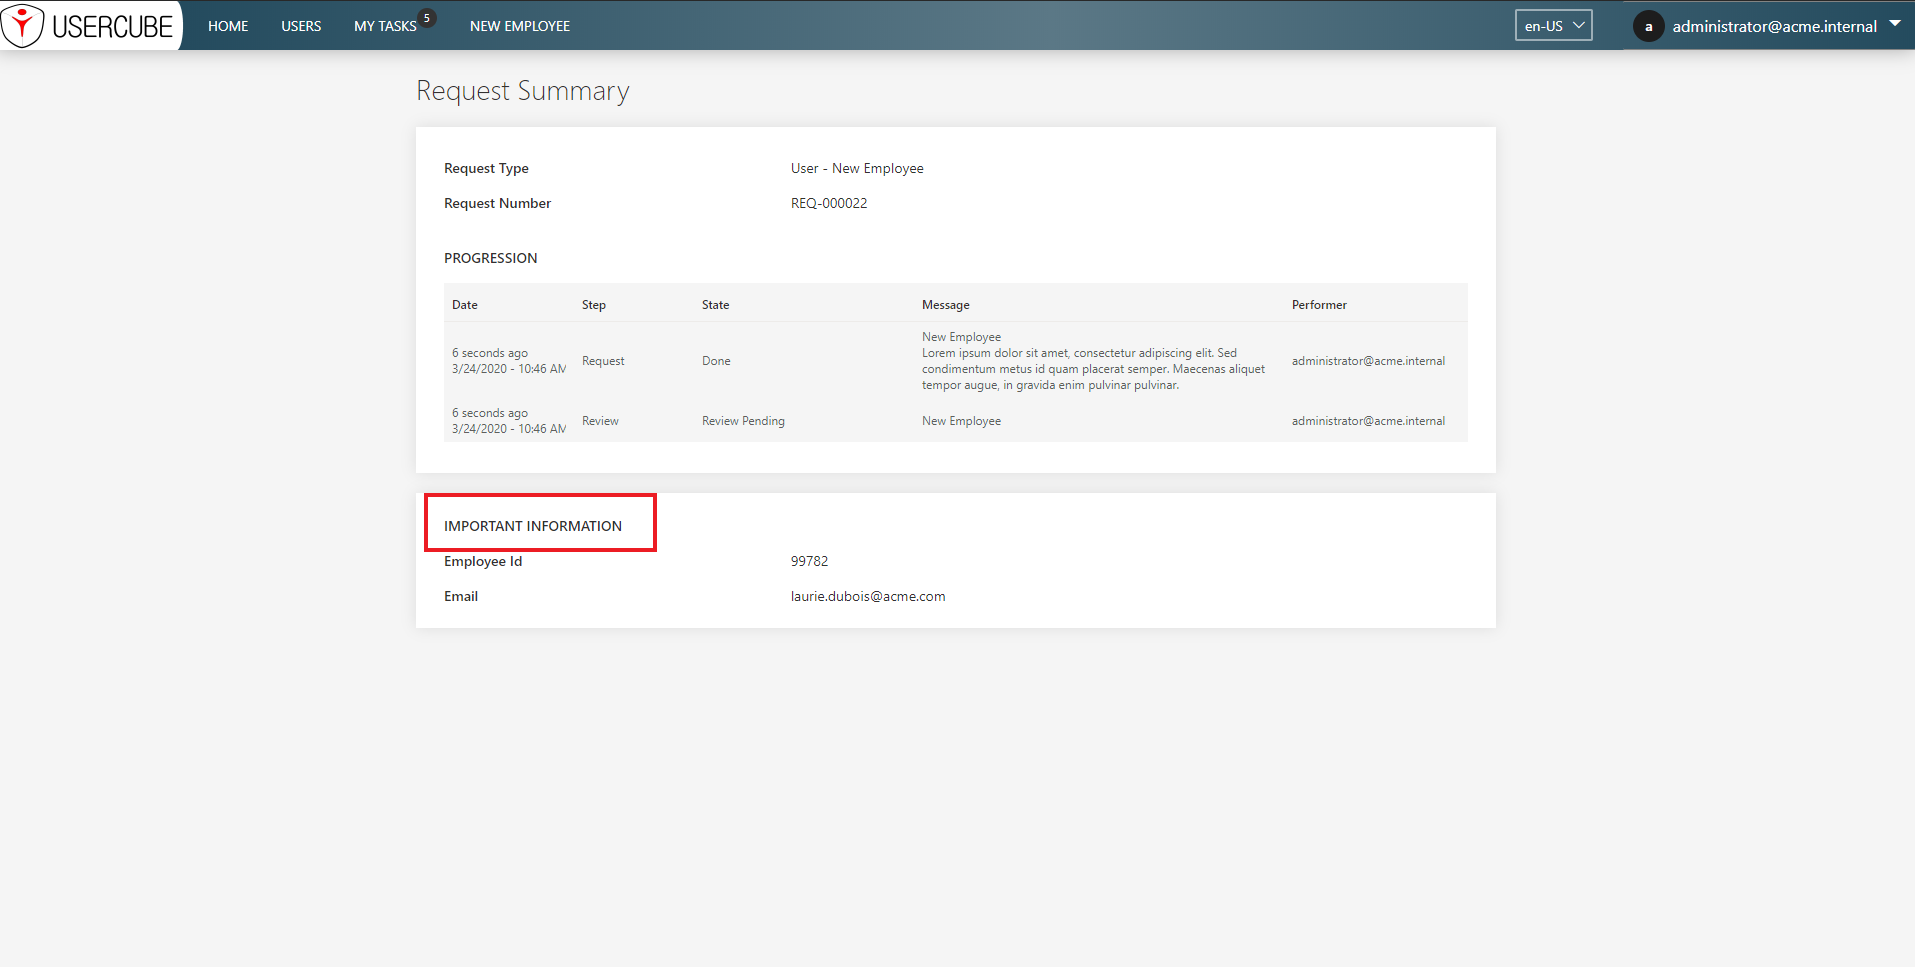 USERCUBE HOME USERS MY TASKS 5 NEW EMPLOYEE en-US a administrator@acme.internal
Request Summary
Request Type User - New Employee
Request Number REQ-000022
PROGRESSION
Date Step State Message Performer
6 seconds ago
3/24/2020 - 10:46 AM
Request
Done
New Employee
Lorem ipsum dolor sit amet, consectetur adipiscing elit. Sed
condimentum metus id quam placerat semper. Maecenas aliquet
tempor augue, in gravida enim pulvinar pulvinar.
administrator@acme.internal
6 seconds ago
3/24/2020 - 10:46 AM
Review
Review Pending
New Employee
administrator@acme.internal
IMPORTANT INFORMATION
Employee Id 99782
Email laurie.dubois@acme.com